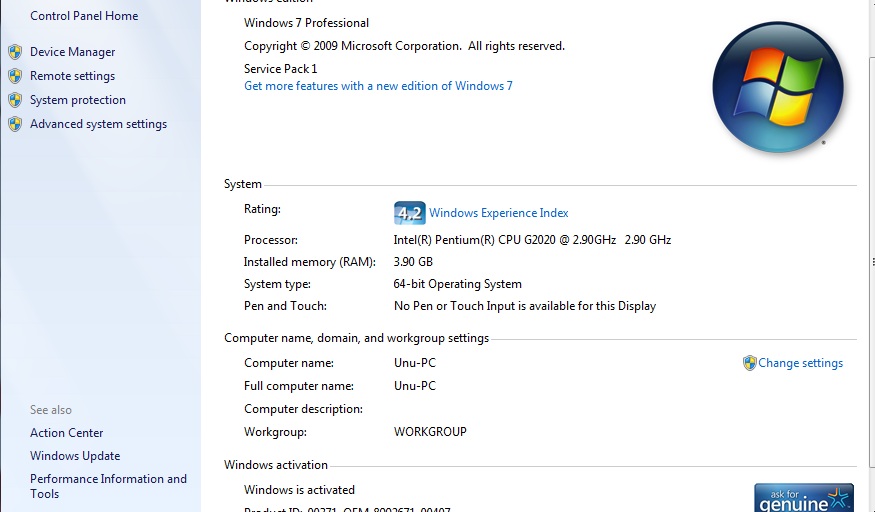 Control Panel Home
Device Manager
Remote settings
System protection
Advanced system settings
See also
Action Center
Windows Update
Performance Information and
Tools
Windows edition
Windows 7 Professional
Copyright © 2009 Microsoft Corporation. All rights reserved.
Service Pack 1
Get more features with a new edition of Windows 7
System
Rating:
4.2 Windows Experience Index
Processor: Intel(R) Pentium(R) CPU G2020 @ 2.90GHz 2.90 GHz
Installed memory (RAM): 3.90 GB
System type: 64-bit Operating System
Pen and Touch: No Pen or Touch Input is available for this Display
Computer name, domain, and workgroup settings
Computer name: Unu-PC Change settings
Full computer name: Unu-PC
Computer description:
Workgroup: WORKGROUP
Windows activation
Windows is activated
ask for
genuine
Product ID: 00371-OEM-8992671-00407